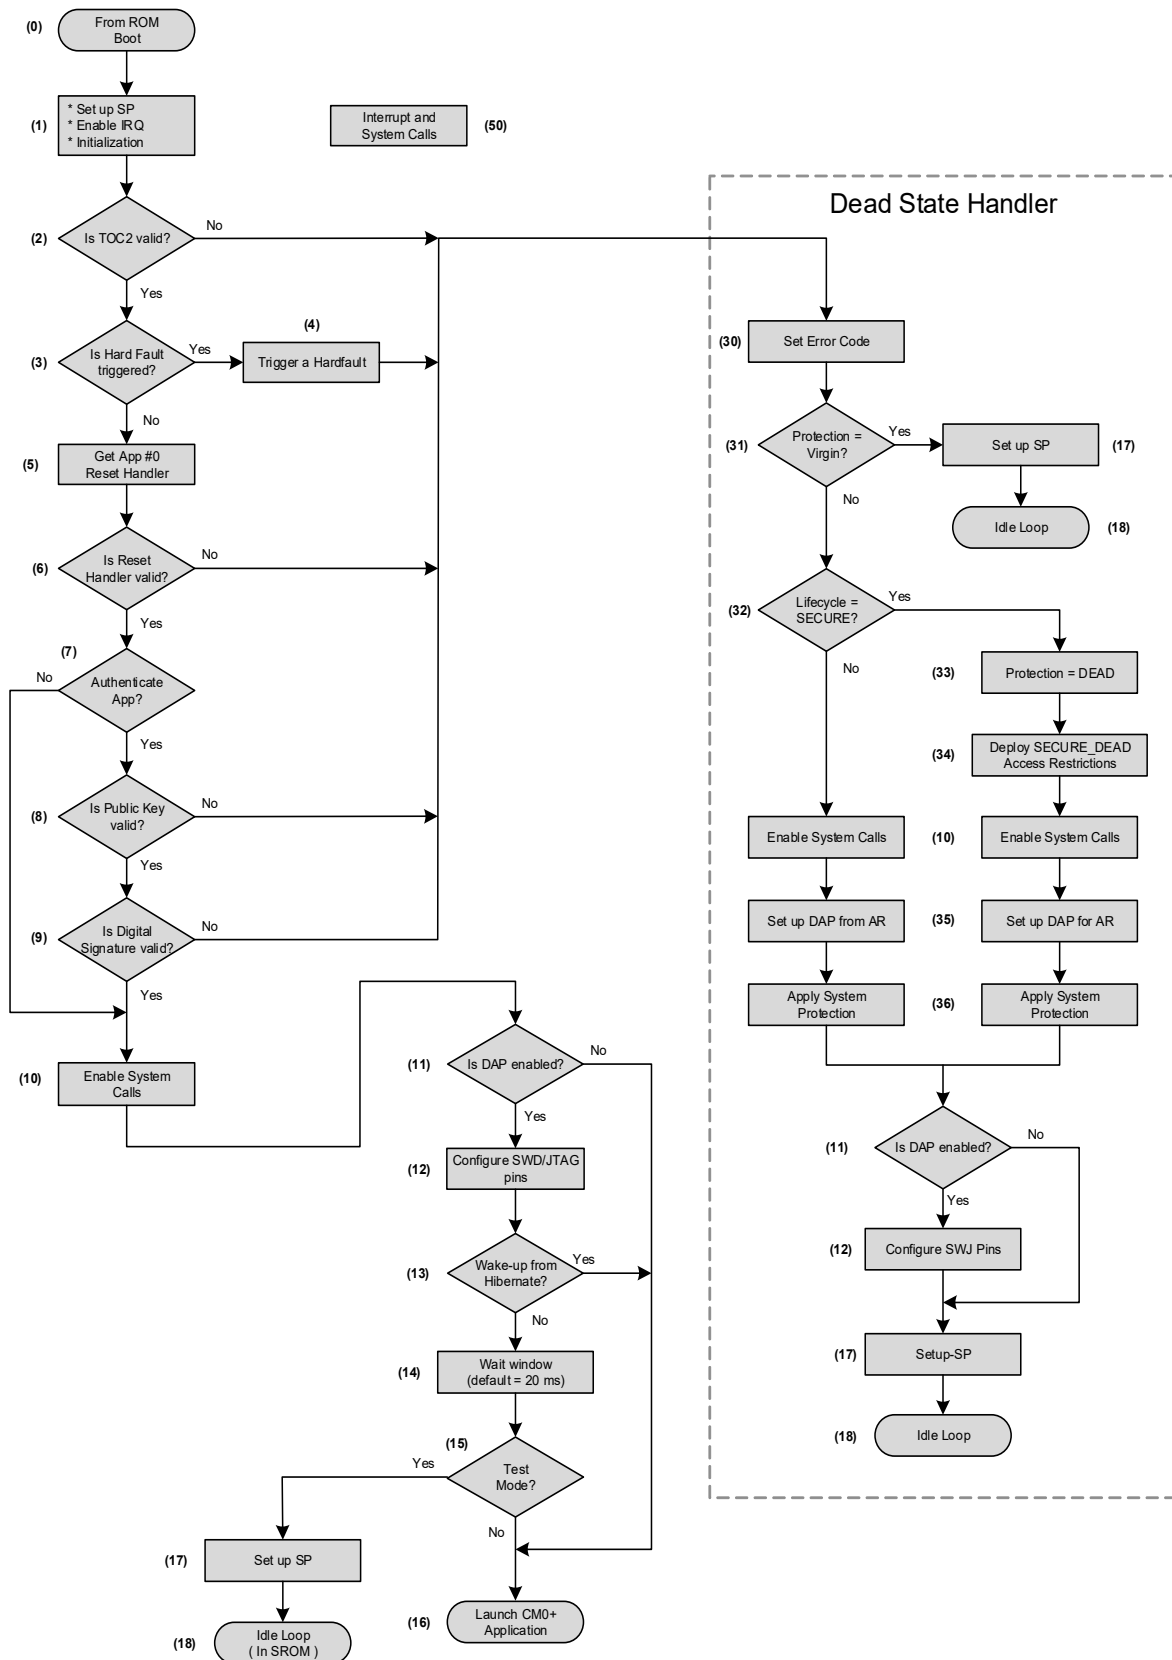 (0)
From ROM
Boot
(1)
* Set up SP
* Enable IRQ
* Initialization
Interrupt and
System Calls
(50)
Dead State Handler
(2)
Is TOC2 valid?
No
Yes
(3)
Is Hard Fault
triggered?
Yes
(4)
Trigger a Hardfault
No
(5)
Get App #0
Reset Handler
(6)
Is Reset
Handler valid?
No
Yes
(7)
No
Authenticate
App?
Yes
(8)
Is Public Key
valid?
No
Yes
(9)
Is Digital
Signature valid?
No
Yes
(10)
Enable System
Calls
(11)
Is DAP enabled?
No
Yes
(12)
Configure SWD/JTAG
pins
(13)
Wake-up from
Hibernate?
Yes
No
(14)
Wait window
(default = 20 ms)
(15)
Yes
Test
Mode?
No
(17)
Set up SP
(18)
Idle Loop
( In SROM )
(16)
Launch CM0+
Application
(30)
Set Error Code
(31)
Protection =
Virgin?
Yes
Set up SP
(17)
Idle Loop
(18)
No
(32)
Lifecycle =
SECURE?
Yes
No
(33)
Protection = DEAD
(34)
Deploy SECURE_DEAD
Access Restrictions
Enable System Calls
(10)
Enable System Calls
Set up DAP from AR
(35)
Set up DAP for AR
Apply System
Protection
(36)
Apply System
Protection
(11)
Is DAP enabled?
No
Yes
(12)
Configure SWJ Pins
(17)
Setup-SP
(18)
Idle Loop